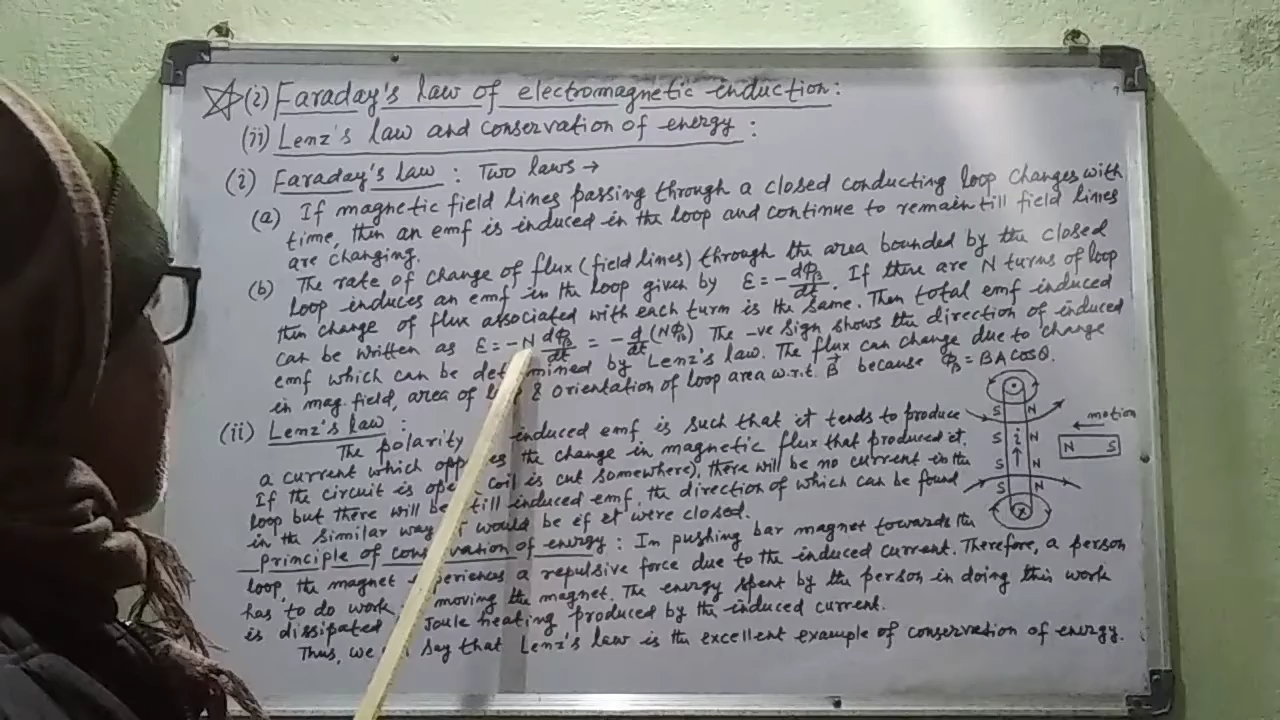 ☆ (i) Faraday's law of electromagnetic induction:
(ii) Lenz's law and conservation of energy:
(i) Faraday's law: Two laws →
(a) If magnetic field lines passing through a closed conducting loop changes with
time, then an emf is induced in the loop and continue to remain till field lines
are changing.
(b) The rate of change of flux (field lines) through the area bounded by the closed
loop induces an emf in the loop given by Ɛ = -dΦB/dt. If there are N turns of loop
then change of flux associated with each turn is the same. Then total emf induced
can be written as Ɛ = -N dΦB/dt = -d/dt (NΦB) The -ve sign shows the direction of induced
emf which can be determined by Lenz's law. The flux can change due to change
in mag. field, area of loop & orientation of loop area w.r.t. B⃗ because ΦB = BA cosθ.
(ii) Lenz's law:
The polarity induced emf is such that it tends to produce
a current which opposes the change in magnetic flux that produced it.
If the circuit is open coil is cut somewhere), there will be no current in the
loop but there will be still induced emf, the direction of which can be found
in the similar way it would be if it were closed.
Principle of conservation of energy: In pushing bar magnet towards the
loop, the magnet experiences a repulsive force due to the induced current. Therefore, a person
has to do work moving the magnet. The energy spent by the person in doing this work
is dissipated Joule heating produced by the induced current.
Thus, we say that Lenz's law is the excellent example of conservation of energy.
motion
N S
S N
S i N
S N
S N
x